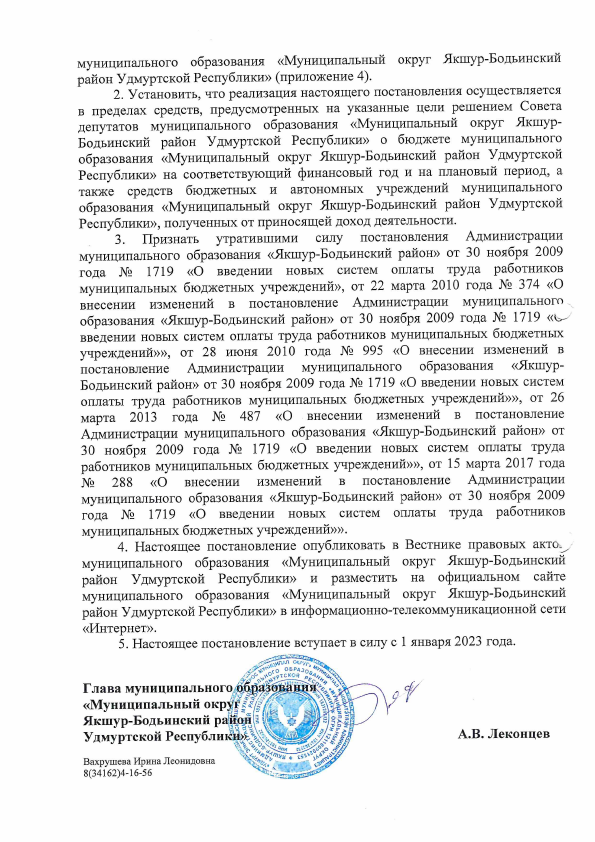 муниципального образования «Муниципальный округ Якшур-Бодьинский
район Удмуртской Республики» (приложение 4).
2. Установить, что реализация настоящего постановления осуществляется
в пределах средств, предусмотренных на указанные цели решением Совета
депутатов муниципального образования «Муниципальный округ Якшур-
Бодьинский район Удмуртской Республики» о бюджете муниципального
образования «Муниципальный округ Якшур-Бодьинский район Удмуртской
Республики» на соответствующий финансовый год и на плановый период, а
также средств бюджетных и автономных учреждений муниципального
образования «Муниципальный округ Якшур-Бодьинский район Удмуртской
Республики», полученных от приносящей доход деятельности.
3. Признать утратившими силу постановления Администрации
муниципального образования «Якшур-Бодьинский район» от 30 ноября 2009
года № 1719 «О введении новых систем оплаты труда работников
муниципальных бюджетных учреждений», от 22 марта 2010 года № 374 «О
внесении изменений в постановление Администрации муниципального
образования «Якшур-Бодьинский район» от 30 ноября 2009 года № 1719 «О
введении новых систем оплаты труда работников муниципальных бюджетных
учреждений»», от 28 июня 2010 года № 995 «О внесении изменений в
постановление Администрации муниципального образования «Якшур-
Бодьинский район» от 30 ноября 2009 года № 1719 «О введении новых систем
оплаты труда работников муниципальных бюджетных учреждений»», от 26
марта 2013 года № 487 «О внесении изменений в постановление
Администрации муниципального образования «Якшур-Бодьинский район» от
30 ноября 2009 года № 1719 «О введении новых систем оплаты труда
работников муниципальных бюджетных учреждений»», от 15 марта 2017 года
№ 288 «О внесении изменений в постановление Администрации
муниципального образования «Якшур-Бодьинский район» от 30 ноября 2009
года № 1719 «О введении новых систем оплаты труда работников
муниципальных бюджетных учреждений»».
4. Настоящее постановление опубликовать в Вестнике правовых актов
муниципального образования «Муниципальный округ Якшур-Бодьинский
район Удмуртской Республики» и разместить на официальном сайте
муниципального образования «Муниципальный округ Якшур-Бодьинский
район Удмуртской Республики» в информационно-телекоммуникационной сети
«Интернет».
5. Настоящее постановление вступает в силу с 1 января 2023 года.
Глава муниципального образования
«Муниципальный округ
Якшур-Бодьинский район
Удмуртской Республики»
А.В. Леконцев
Вахрушева Ирина Леонидовна
8(34162)4-16-56